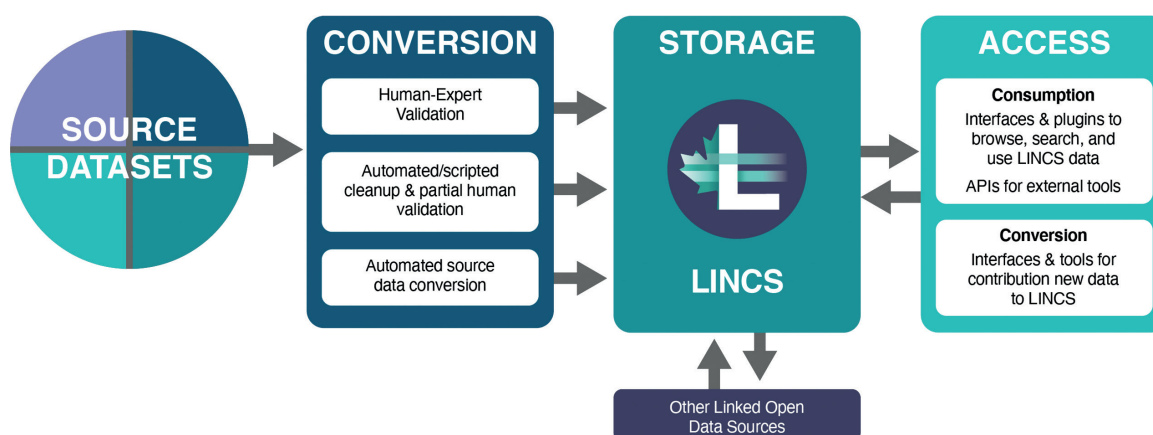 SOURCE
DATASETS
CONVERSION
Human-Expert
Validation
Automated/scripted
cleanup & partial human
validation
Automated source
data conversion
STORAGE
L
LINCS
ACCESS
Consumption
Interfaces & plugins to
browse, search, and
use LINCS data
APIs for external tools
Conversion
Interfaces & tools for
contribution new data
to LINCS
Other Linked Open
Data Sources